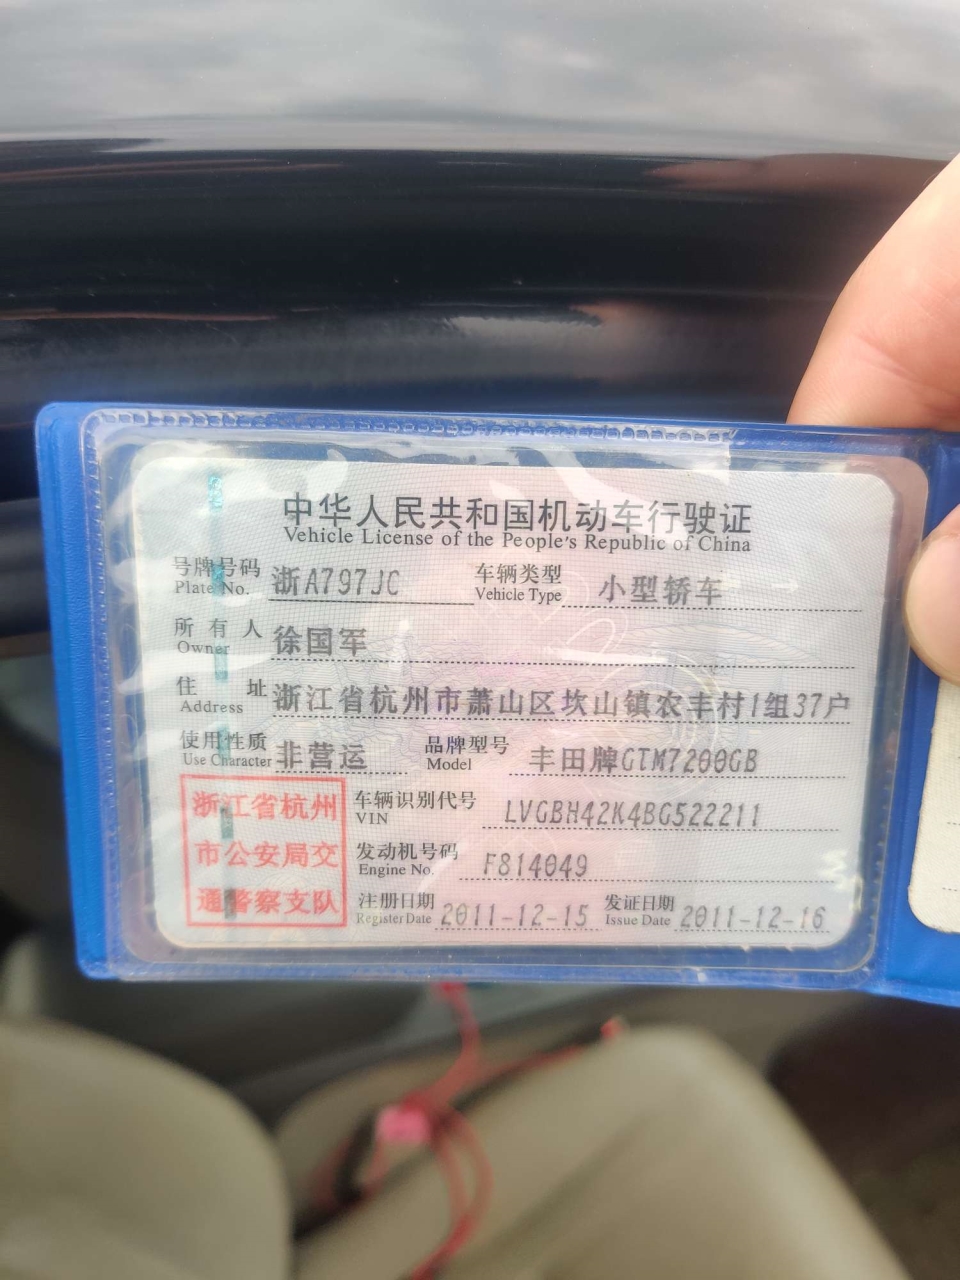 中华人民共和国机动车行驶证
Vehicle License of the People's Republic of China
号牌号码 浙A797JC 车辆类型 小型轿车
Plate No. Vehicle Type
所有人 徐国军
Owner
住址 浙江省杭州市萧山区坎山镇农丰村1组37户
Address
使用性质 非营运 品牌型号 丰田牌GTM7200GB
Use Character Model
浙江省杭州 车辆识别代号 LVGBH42K4BG522211
VIN
市公安局交 发动机号码 F814049
Engine No.
通警察支队 注册日期 2011-12-15 发证日期 2011-12-16
Register Date Issue Date